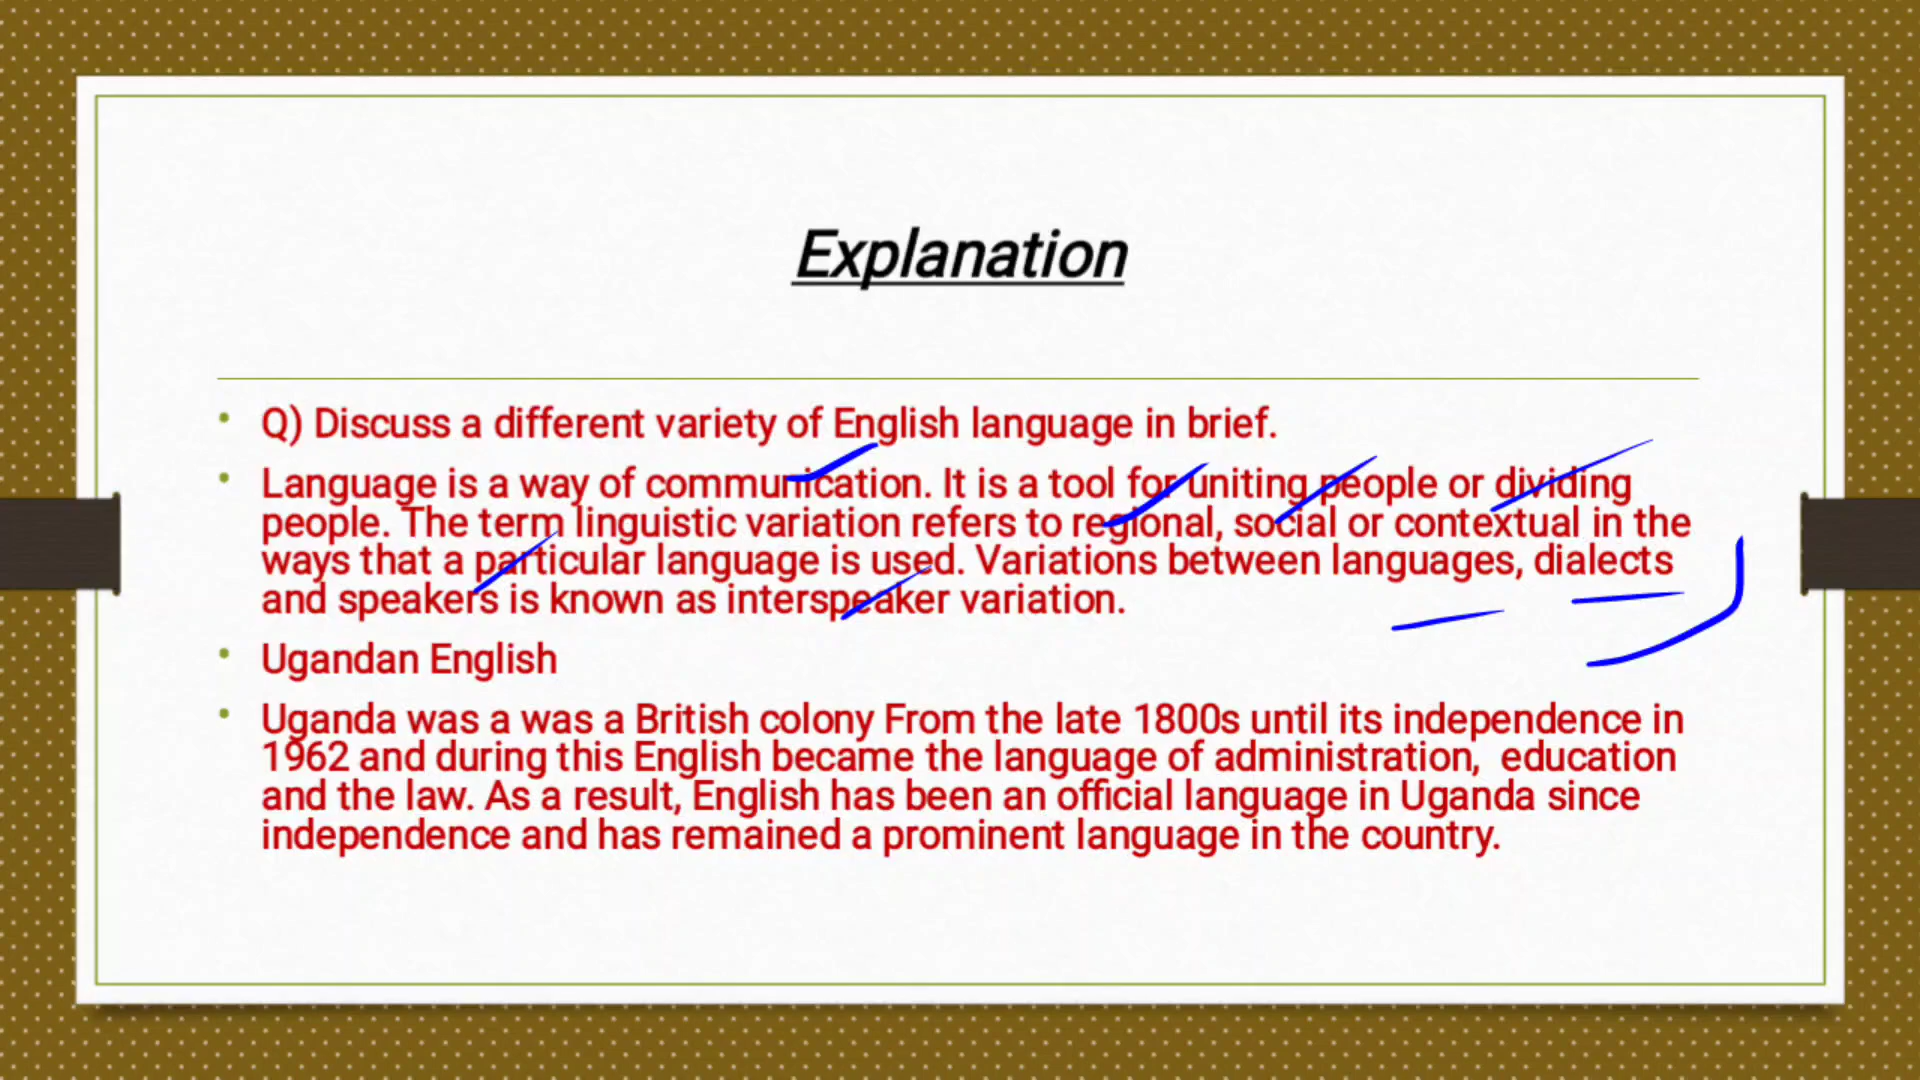 Explanation
Q) Discuss a different variety of English language in brief.
Language is a way of communication. It is a tool for uniting people or dividing
people. The term linguistic variation refers to regional, social or contextual in the
ways that a particular language is used. Variations between languages, dialects
and speakers is known as interspeaker variation.
Ugandan English
Uganda was a was a British colony From the late 1800s until its independence in
1962 and during this English became the language of administration,  education
and the law. As a result, English has been an official language in Uganda since
independence and has remained a prominent language in the country.